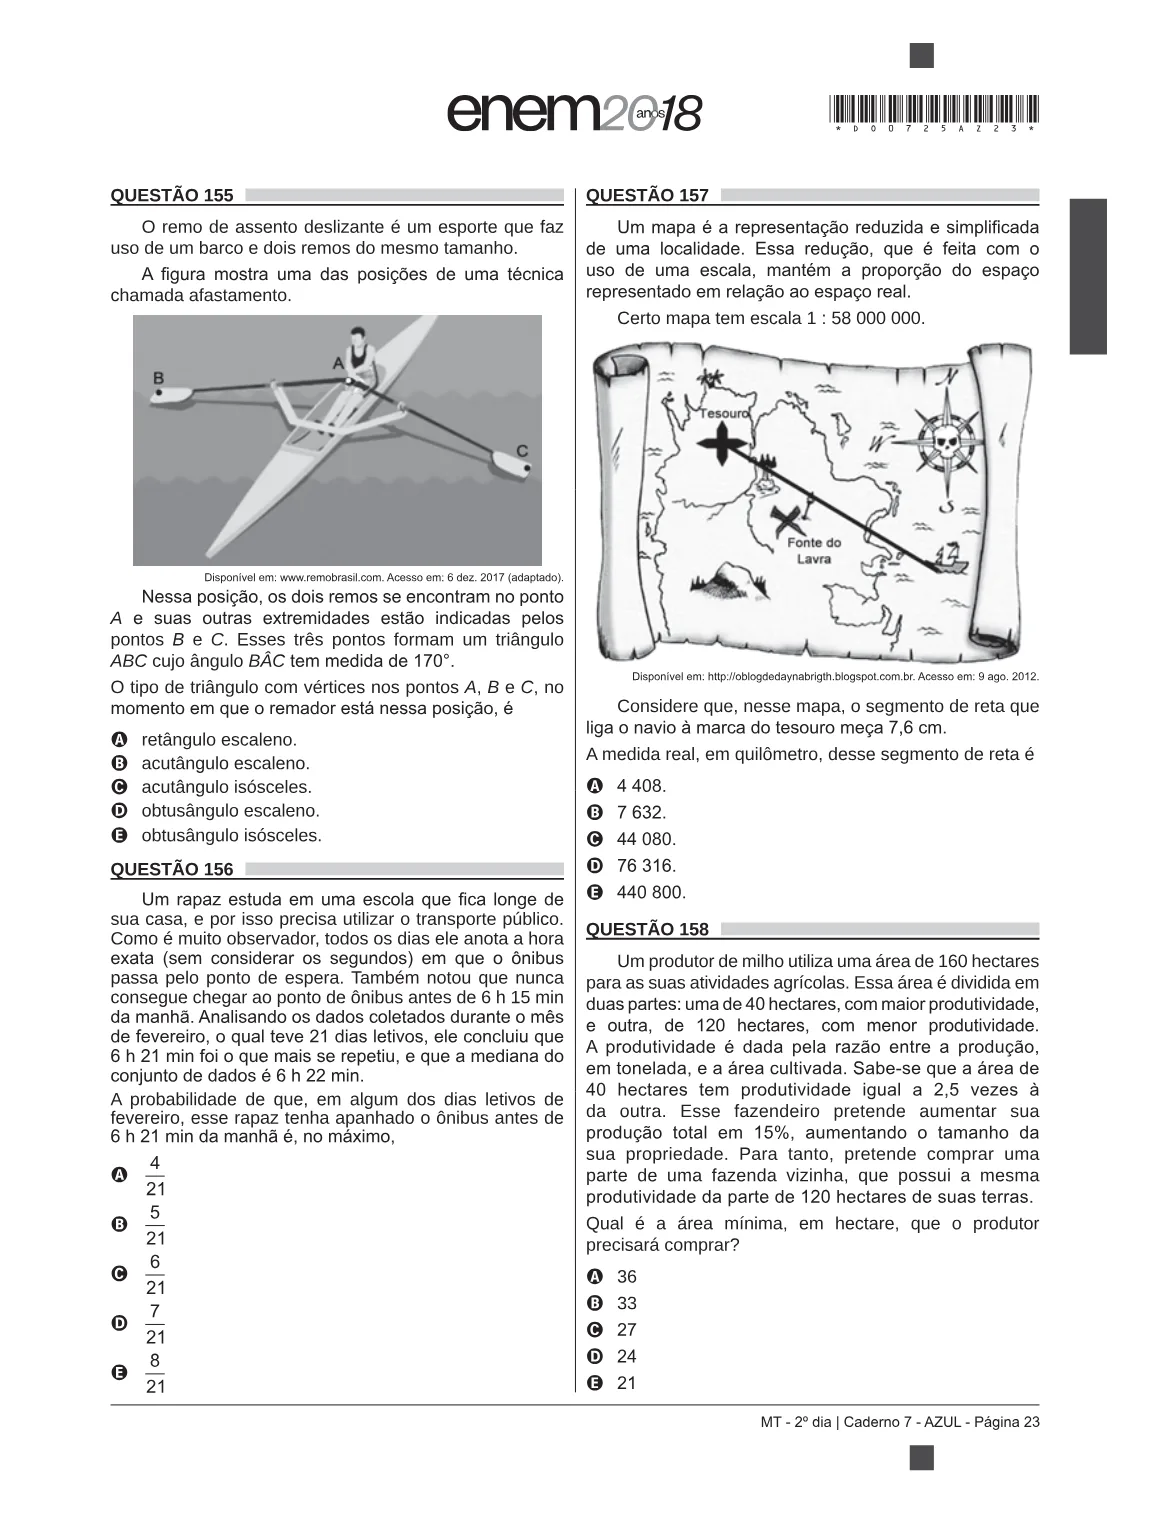 enem2018
anos
*D00725AZ23*
QUESTÃO 155
O remo de assento deslizante é um esporte que faz
uso de um barco e dois remos do mesmo tamanho.
A figura mostra uma das posições de uma técnica
chamada afastamento.
A
B
C
Disponível em: www.remobrasil.com. Acesso em: 6 dez. 2017 (adaptado).
Nessa posição, os dois remos se encontram no ponto
A e suas outras extremidades estão indicadas pelos
pontos B e C. Esses três pontos formam um triângulo
ABC cujo ângulo BÂC tem medida de 170°.
O tipo de triângulo com vértices nos pontos A, B e C, no
momento em que o remador está nessa posição, é
A retângulo escaleno.
B acutângulo escaleno.
C acutângulo isósceles.
D obtusângulo escaleno.
E obtusângulo isósceles.
QUESTÃO 156
Um rapaz estuda em uma escola que fica longe de
sua casa, e por isso precisa utilizar o transporte público.
Como é muito observador, todos os dias ele anota a hora
exata (sem considerar os segundos) em que o ônibus
passa pelo ponto de espera. Também notou que nunca
consegue chegar ao ponto de ônibus antes de 6 h 15 min
da manhã. Analisando os dados coletados durante o mês
de fevereiro, o qual teve 21 dias letivos, ele concluiu que
6 h 21 min foi o que mais se repetiu, e que a mediana do
conjunto de dados é 6 h 22 min.
A probabilidade de que, em algum dos dias letivos de
fevereiro, esse rapaz tenha apanhado o ônibus antes de
6 h 21 min da manhã é, no máximo,
A 4/21
B 5/21
C 6/21
D 7/21
E 8/21
QUESTÃO 157
Um mapa é a representação reduzida e simplificada
de uma localidade. Essa redução, que é feita com o
uso de uma escala, mantém a proporção do espaço
representado em relação ao espaço real.
Certo mapa tem escala 1 : 58 000 000.
N
Tesouro
W
S
Fonte do
Lavra
Disponível em: http://oblogdedaynabrigth.blogspot.com.br. Acesso em: 9 ago. 2012.
Considere que, nesse mapa, o segmento de reta que
liga o navio à marca do tesouro meça 7,6 cm.
A medida real, em quilômetro, desse segmento de reta é
A 4 408.
B 7 632.
C 44 080.
D 76 316.
E 440 800.
QUESTÃO 158
Um produtor de milho utiliza uma área de 160 hectares
para as suas atividades agrícolas. Essa área é dividida em
duas partes: uma de 40 hectares, com maior produtividade,
e outra, de 120 hectares, com menor produtividade.
A produtividade é dada pela razão entre a produção,
em tonelada, e a área cultivada. Sabe-se que a área de
40 hectares tem produtividade igual a 2,5 vezes à
da outra. Esse fazendeiro pretende aumentar sua
produção total em 15%, aumentando o tamanho da
sua propriedade. Para tanto, pretende comprar uma
parte de uma fazenda vizinha, que possui a mesma
produtividade da parte de 120 hectares de suas terras.
Qual é a área mínima, em hectare, que o produtor
precisará comprar?
A 36
B 33
C 27
D 24
E 21
MT - 2º dia | Caderno 7 - AZUL - Página 23